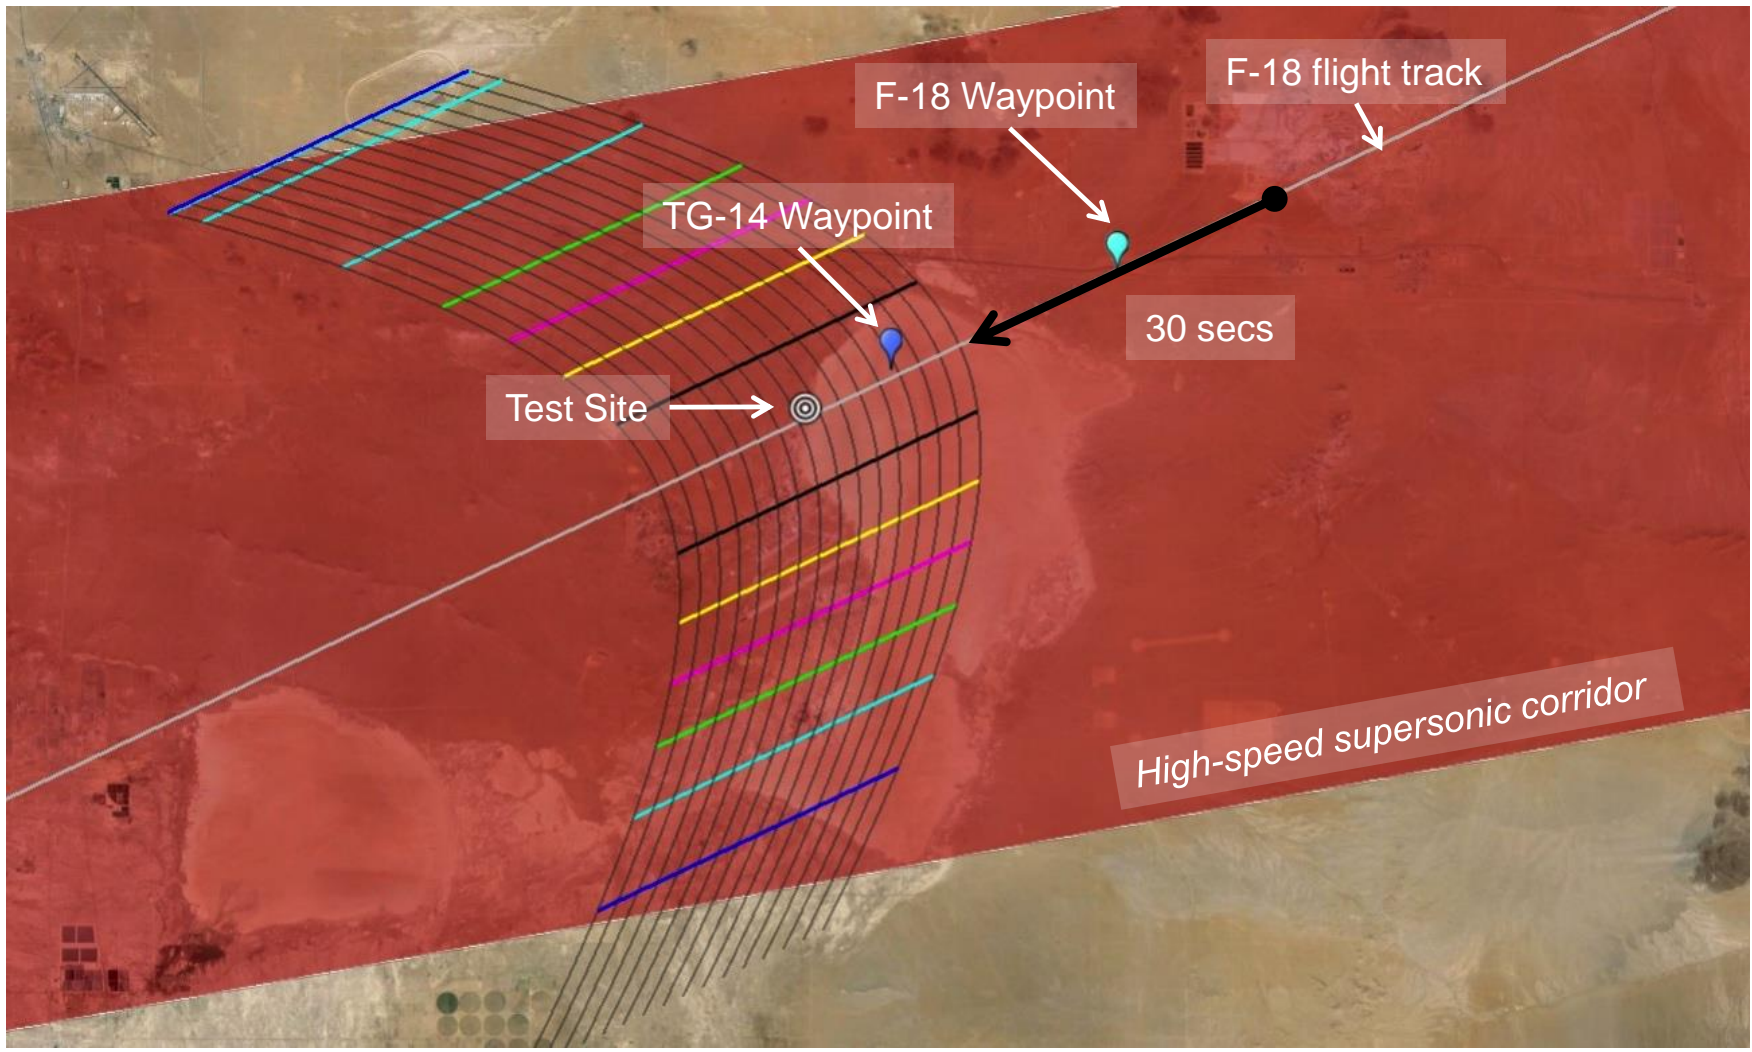 F-18 flight track
F-18 Waypoint
TG-14 Waypoint
30 secs
Test Site
High-speed supersonic corridor